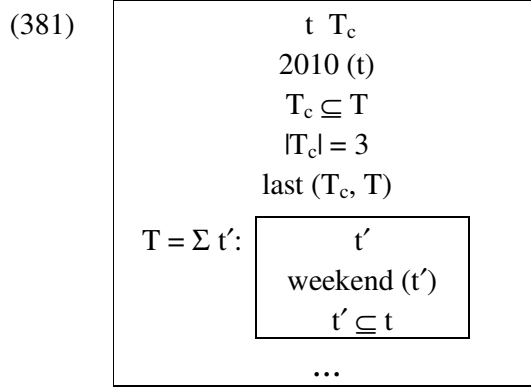 (381)
t T_c
2010 (t)
T_c ⊆ T
|T_c| = 3
last (T_c, T)
T = Σ t′: t′
weekend (t′)
t′ ⊆ t
...